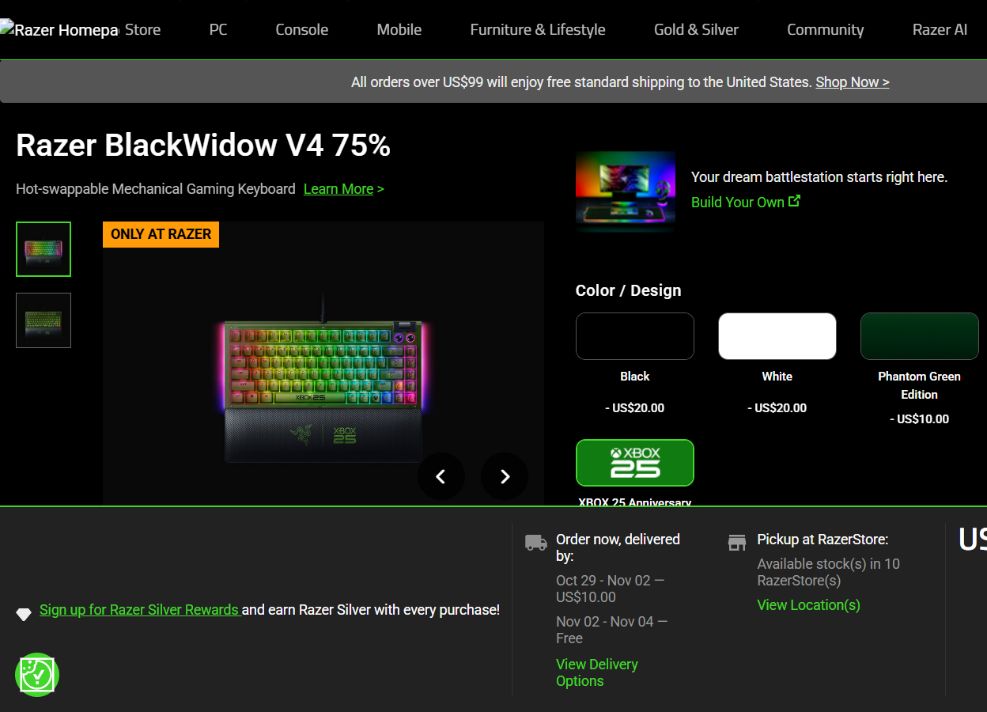 Razer Homepa Store PC Console Mobile Furniture & Lifestyle Gold & Silver Community Razer AI
All orders over US$99 will enjoy free standard shipping to the United States. Shop Now >
Razer BlackWidow V4 75%
Hot-swappable Mechanical Gaming Keyboard Learn More >
ONLY AT RAZER
XBOX 25
XBOX
25
Your dream battlestation starts right here.
Build Your Own
Color / Design
Black
- US$20.00
White
- US$20.00
Phantom Green
Edition
- US$10.00
XBOX
25
XBOX 25 Anniversary
Sign up for Razer Silver Rewards and earn Razer Silver with every purchase!
Order now, delivered
by:
Oct 29 - Nov 02 —
US$10.00
Nov 02 - Nov 04 —
Free
View Delivery
Options
Pickup at RazerStore:
Available stock(s) in 10
RazerStore(s)
View Location(s)
US